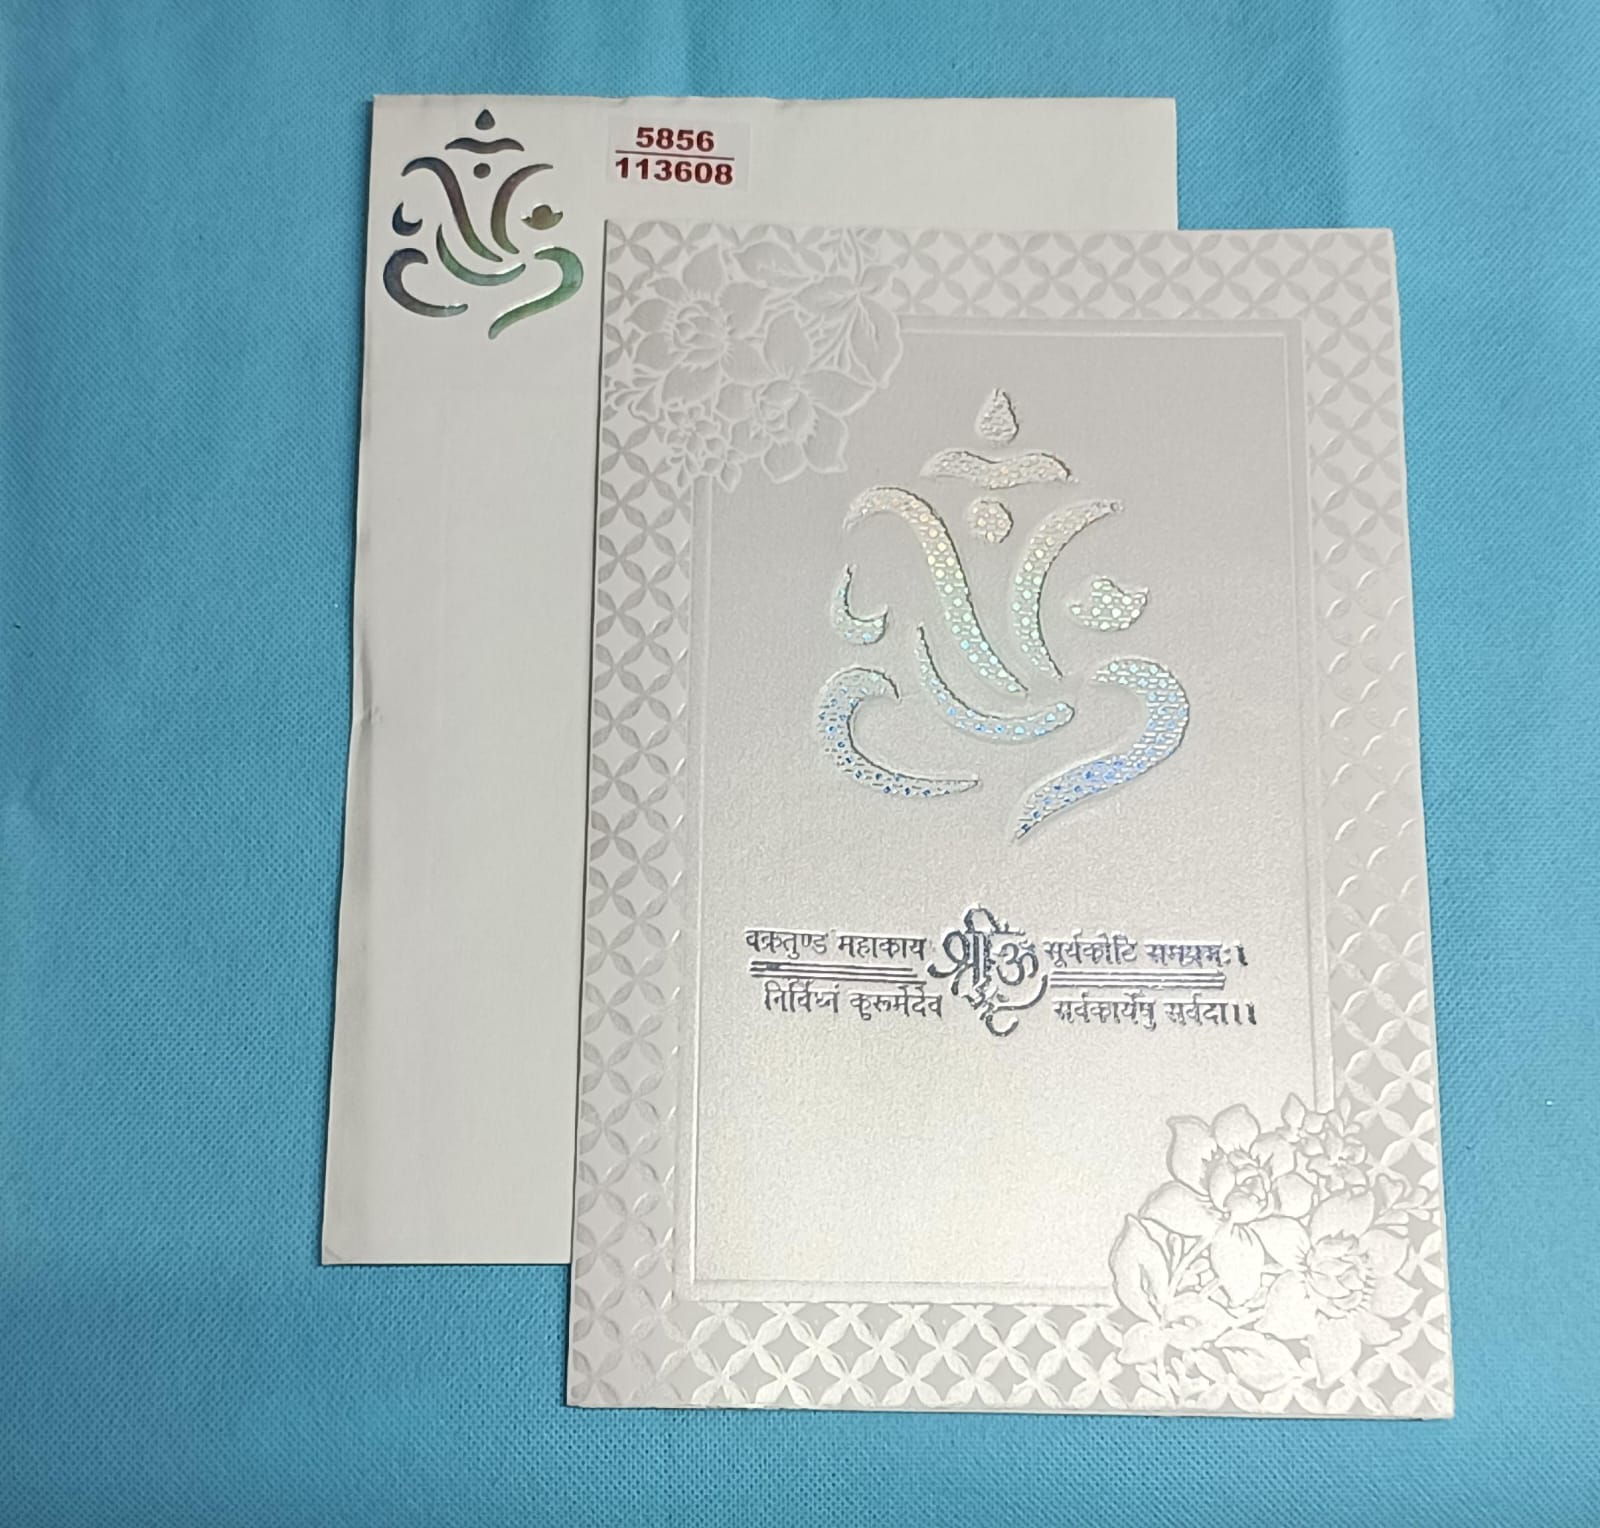 5856
113608
वक्रतुण्ड महाकाय श्री ॐ सूर्यकोटि समप्रभः।
निर्विघ्नं कुरूमेदेव सर्वकार्येषु सर्वदा।।